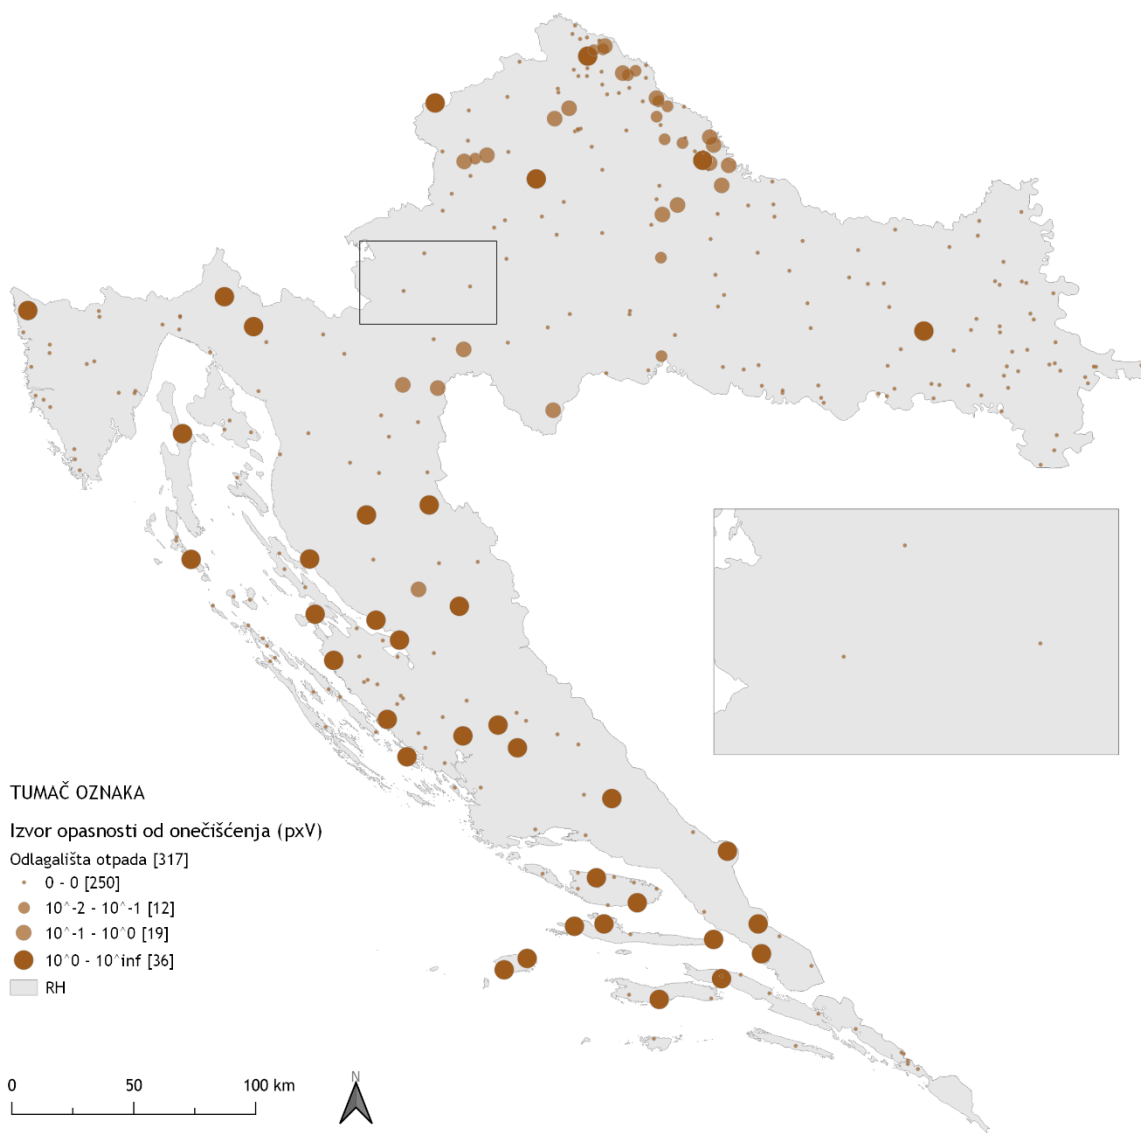 TUMAČ OZNAKA
Izvor opasnosti od onečišćenja (pxV)
Odlagališta otpada [317]
0 - 0 [250]
10^-2 - 10^-1 [12]
10^-1 - 10^0 [19]
10^0 - 10^inf [36]
RH
0 50 100 km
N